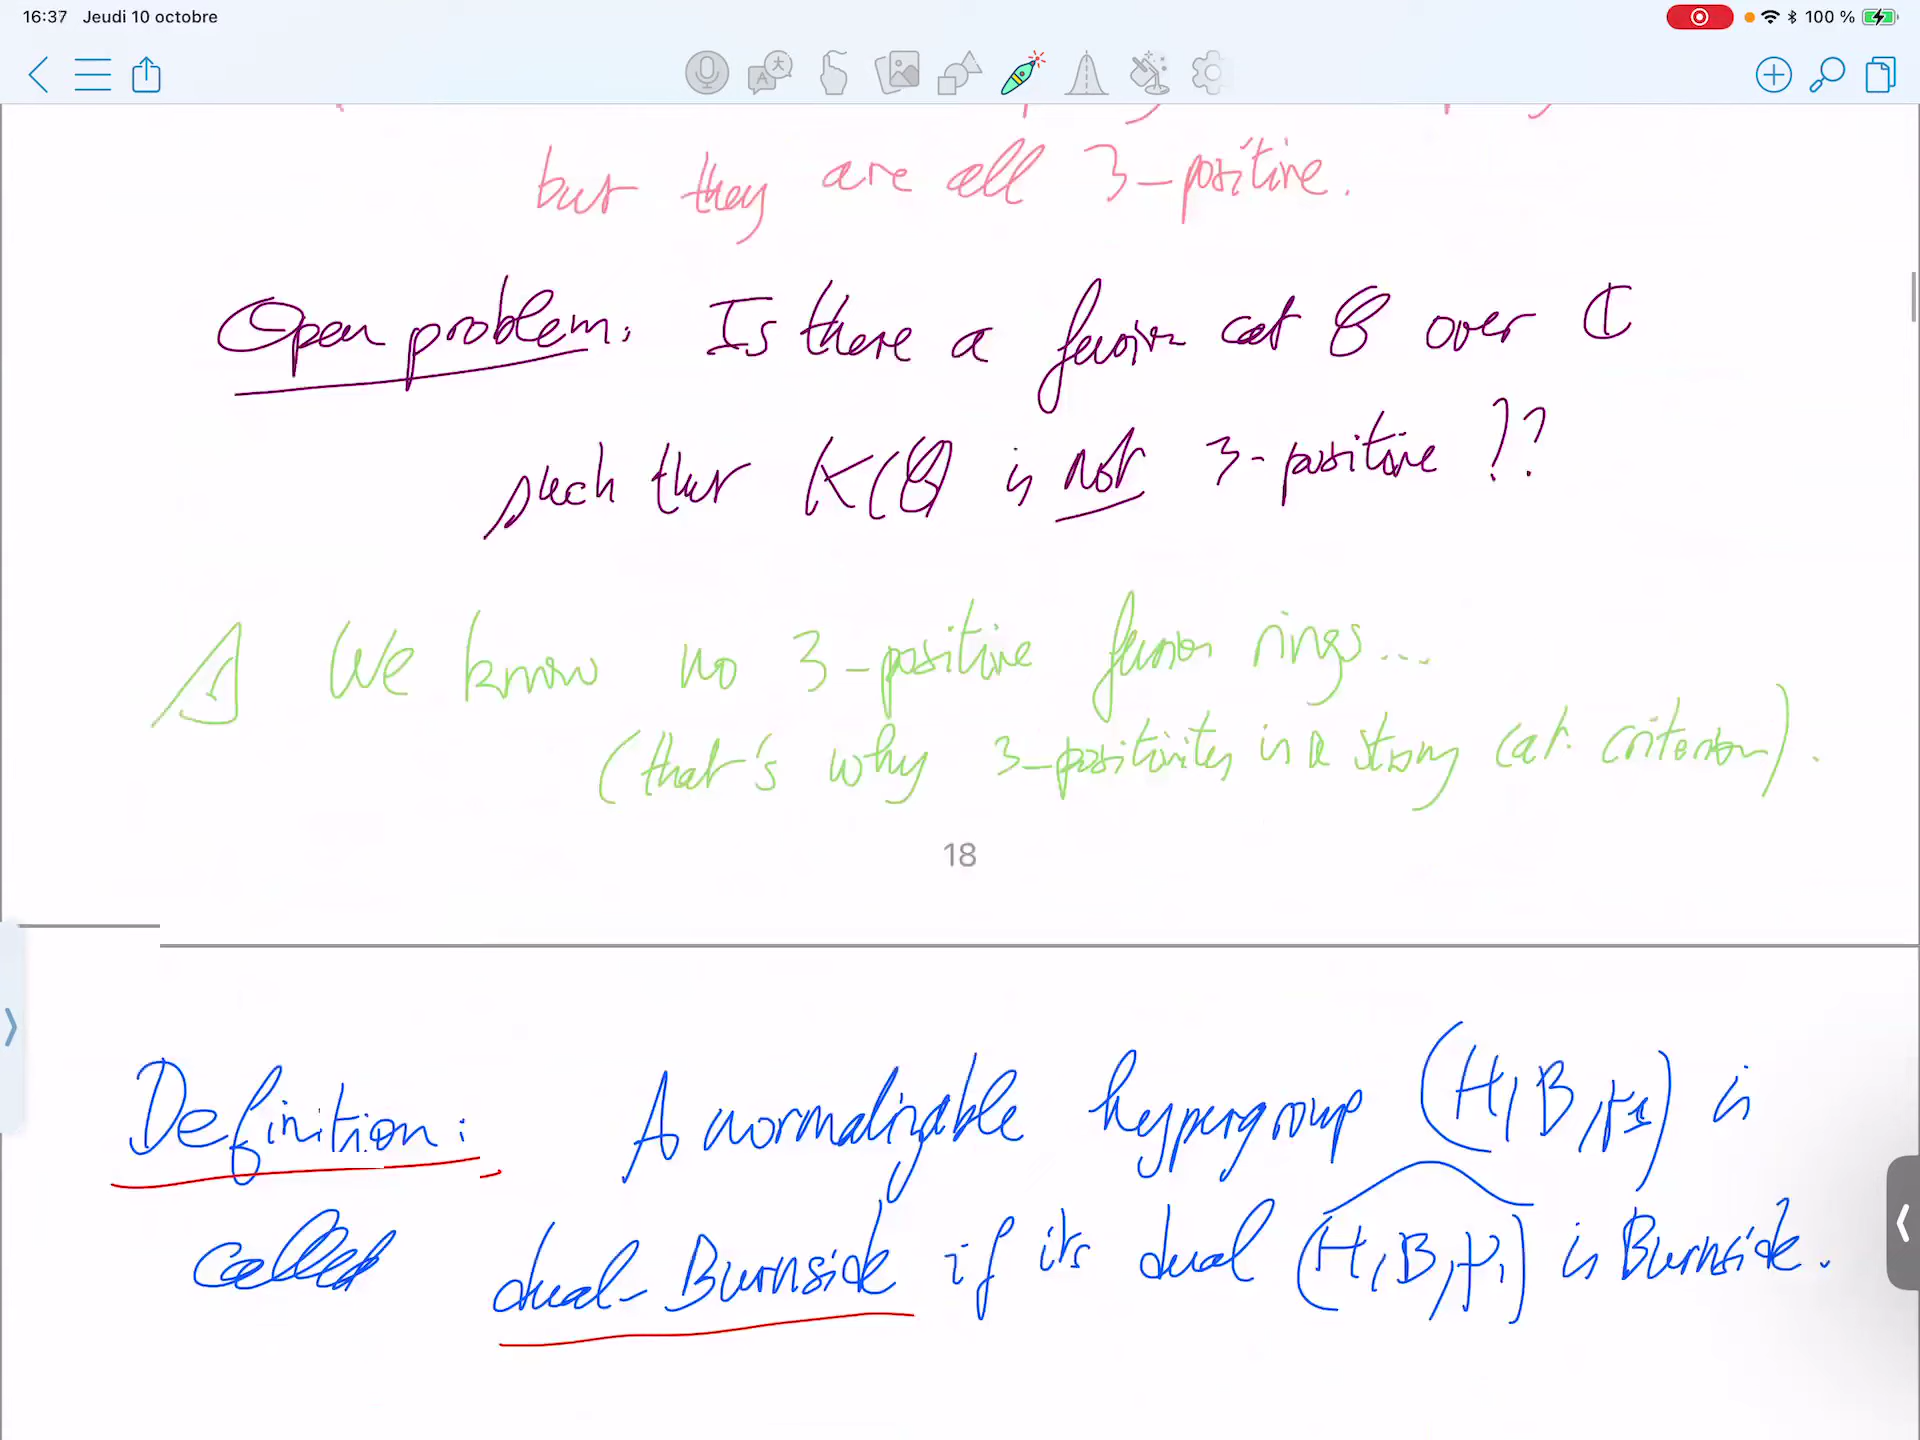 16:37 Jeudi 10 octobre 100 %
but they are all 3-positive.
Open problem: Is there a fusion cat 𝒞 over ℂ
such that K(𝒞) is not 3-positive ??
We know no 3-positive fusion rings...
(that's why 3-positivity is a strong cat. criterion).
18
Definition: A normalizable hypergroup (H, B, μ1) is
called dual-Burnside if its dual (H, B, μ1) is Burnside.